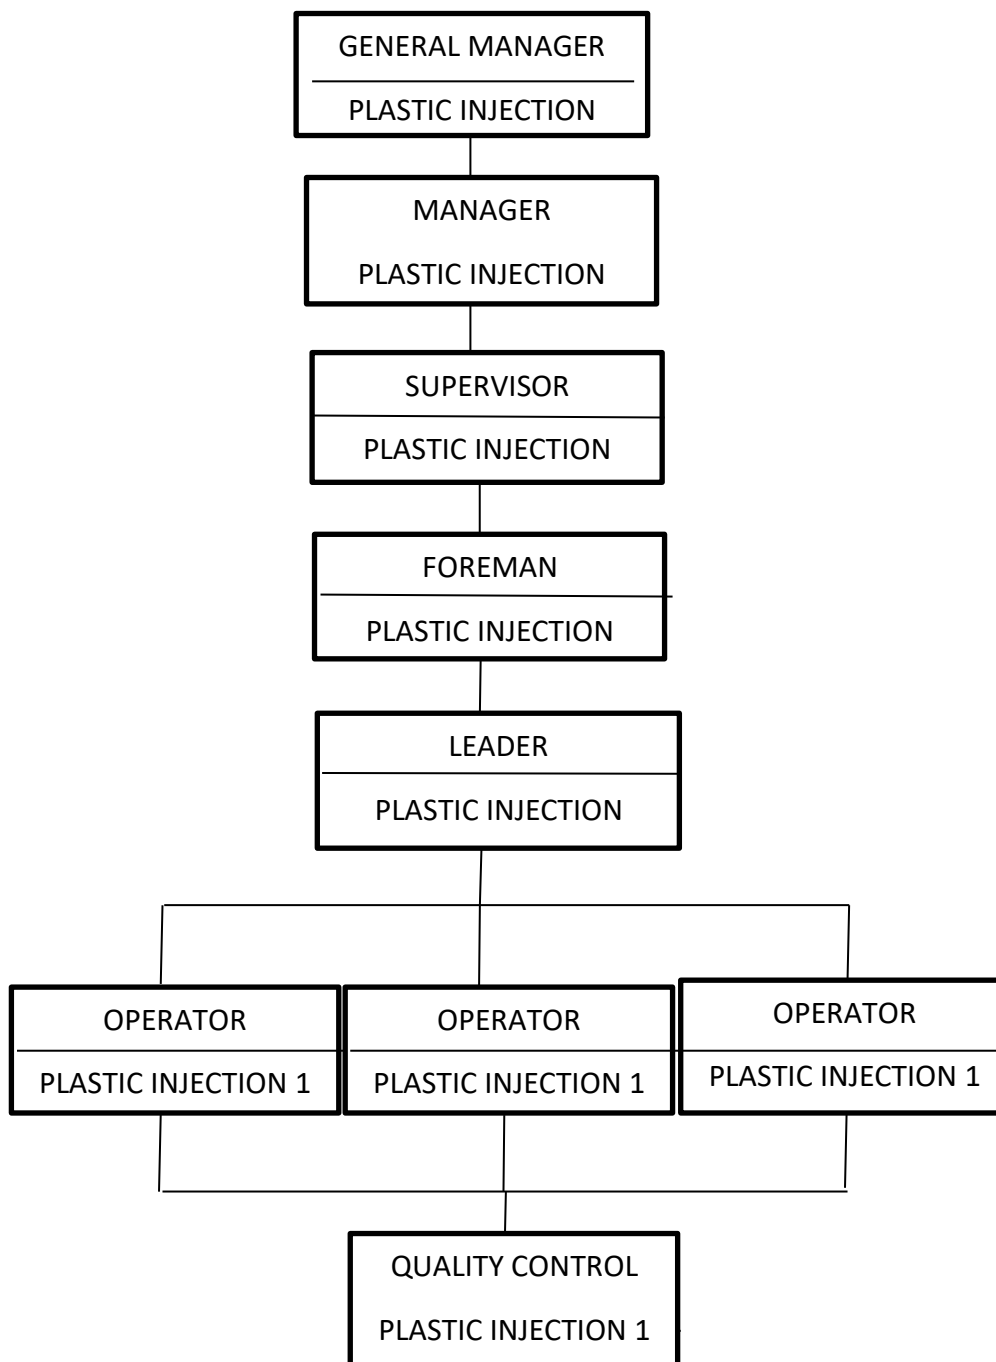 GENERAL MANAGER
PLASTIC INJECTION
MANAGER
PLASTIC INJECTION
SUPERVISOR
PLASTIC INJECTION
FOREMAN
PLASTIC INJECTION
LEADER
PLASTIC INJECTION
OPERATOR
PLASTIC INJECTION 1
OPERATOR
PLASTIC INJECTION 1
OPERATOR
PLASTIC INJECTION 1
QUALITY CONTROL
PLASTIC INJECTION 1